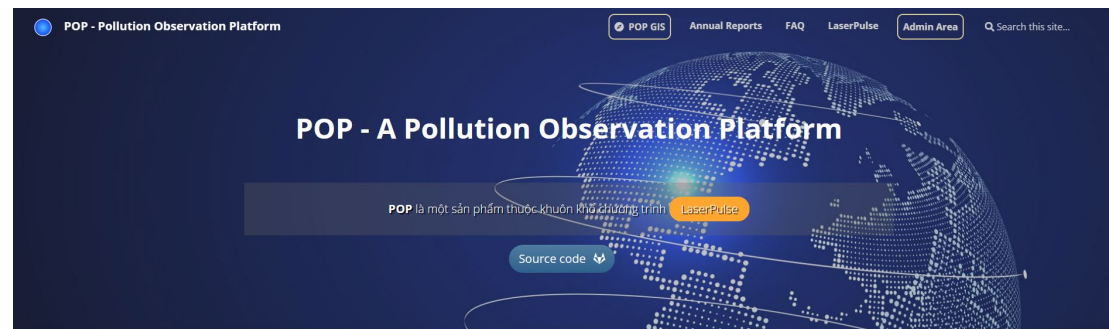 POP - Pollution Observation Platform POP GIS Annual Reports FAQ LaserPulse Admin Area Search this site...
POP - A Pollution Observation Platform
POP là một sản phẩm thuộc khuôn khổ chương trình LaserPulse
Source code